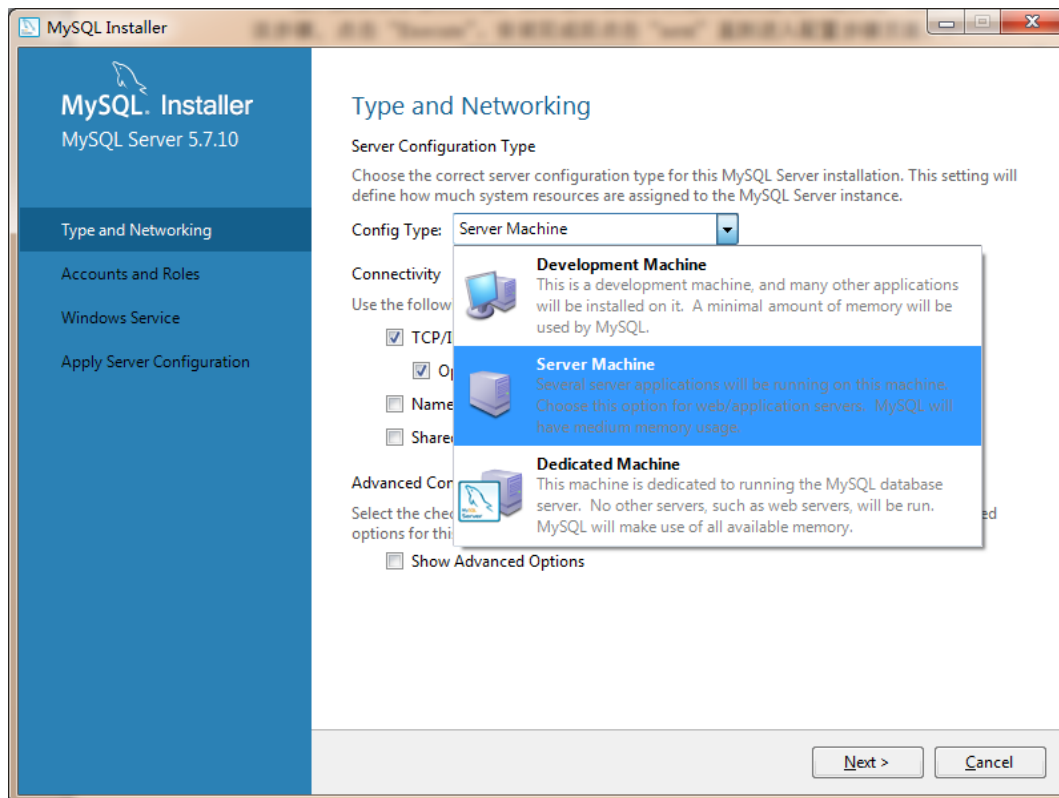 MySQL Installer
MySQL. Installer
MySQL Server 5.7.10
Type and Networking
Accounts and Roles
Windows Service
Apply Server Configuration
Type and Networking
Server Configuration Type
Choose the correct server configuration type for this MySQL Server installation. This setting will
define how much system resources are assigned to the MySQL Server instance.
Config Type: Server Machine
Development Machine
This is a development machine, and many other applications
will be installed on it. A minimal amount of memory will be
used by MySQL.
Server Machine
Several server applications will be running on this machine.
Choose this option for web/application servers. MySQL will
have medium memory usage.
Dedicated Machine
This machine is dedicated to running the MySQL database
server. No other servers, such as web servers, will be run.
MySQL will make use of all available memory.
Connectivity
Use the follow
TCP/I
Op
Name
Share
Advanced Con
Select the che
ed
options for thi
Show Advanced Options
Next >
Cancel